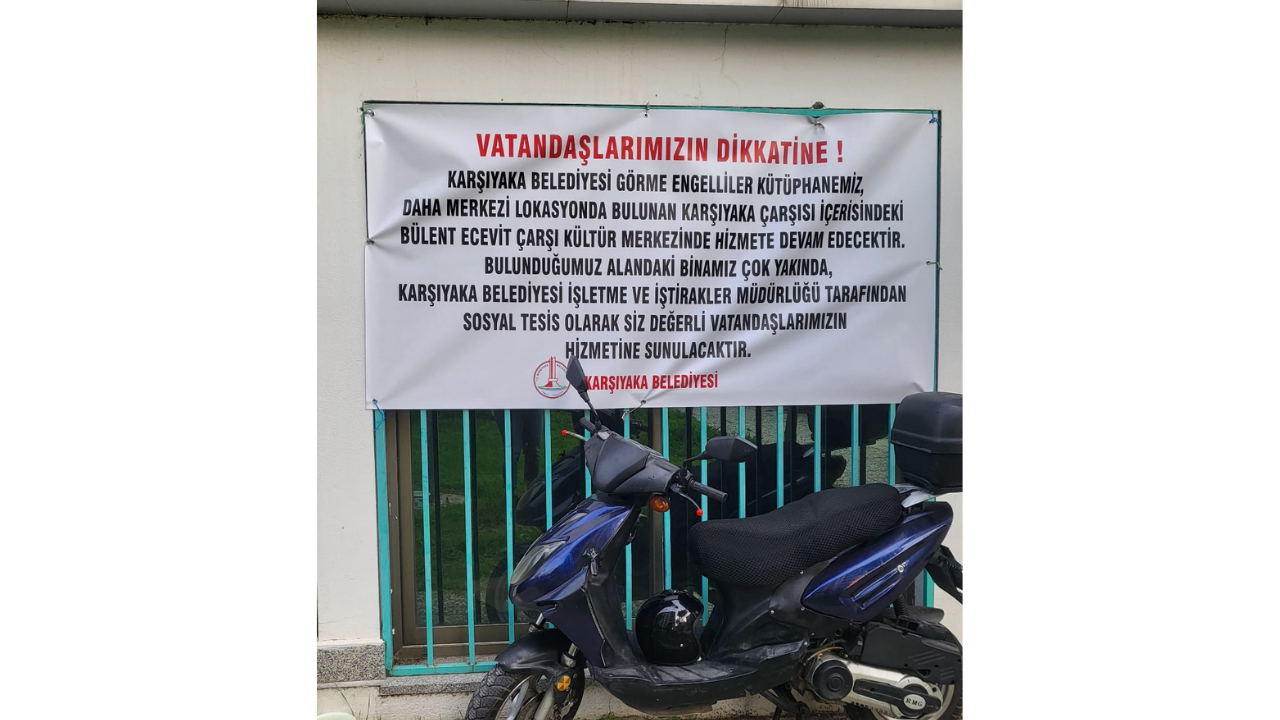 VATANDAŞLARIMIZIN DİKKATİNE !
KARŞIYAKA BELEDİYESİ GÖRME ENGELLİLER KÜTÜPHANEMİZ,
DAHA MERKEZİ LOKASYONDA BULUNAN KARŞIYAKA ÇARŞISI İÇERİSİNDEKİ
BÜLENT ECEVİT ÇARŞI KÜLTÜR MERKEZİNDE HİZMETE DEVAM EDECEKTİR.
BULUNDUĞUMUZ ALANDAKİ BİNAMIZ ÇOK YAKINDA,
KARŞIYAKA BELEDİYESİ İŞLETME VE İŞTİRAKLER MÜDÜRLÜĞÜ TARAFINDAN
SOSYAL TESİS OLARAK SİZ DEĞERLİ VATANDAŞLARIMIZIN
HİZMETİNE SUNULACAKTIR.
KARŞIYAKA BELEDİYESİ
RMG